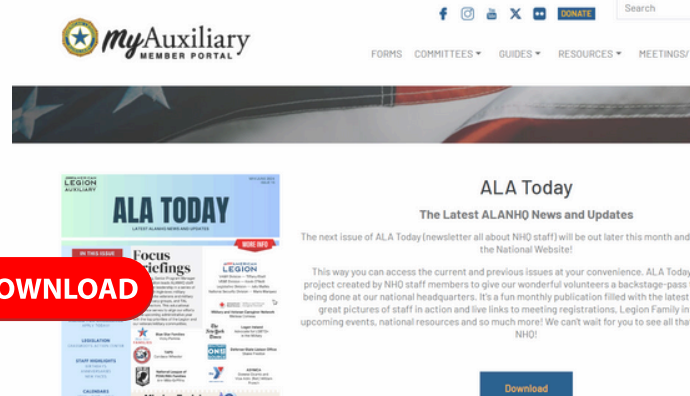 DONATE
Search
myAuxiliary
MEMBER PORTAL
FORMS COMMITTEES GUIDES RESOURCES MEETINGS/
AMERICAN
LEGION
AUXILIARY
ALA TODAY
LATEST ALANHQ NEWS AND UPDATES
MORE INFO
IN THIS ISSUE
Focus
riefings
AMERICAN
LEGION
OWNLOAD
LEGISLATION
STAFF HIGHLIGHTS
CALENDARS
ALA Today
The Latest ALANHQ News and Updates
The next issue of ALA Today (newsletter all about NHQ staff) will be out later this month and
the National Website!
This way you can access the current and previous issues at your convenience. ALA Today
project created by NHQ staff members to give our wonderful volunteers a backstage-pass
being done at our national headquarters. It's a fun monthly publication filled with the latest
great pictures of staff in action and live links to meeting registrations, Legion Family in
upcoming events, national resources and so much more! We can't wait for you to see all tha
NHQ!
Download